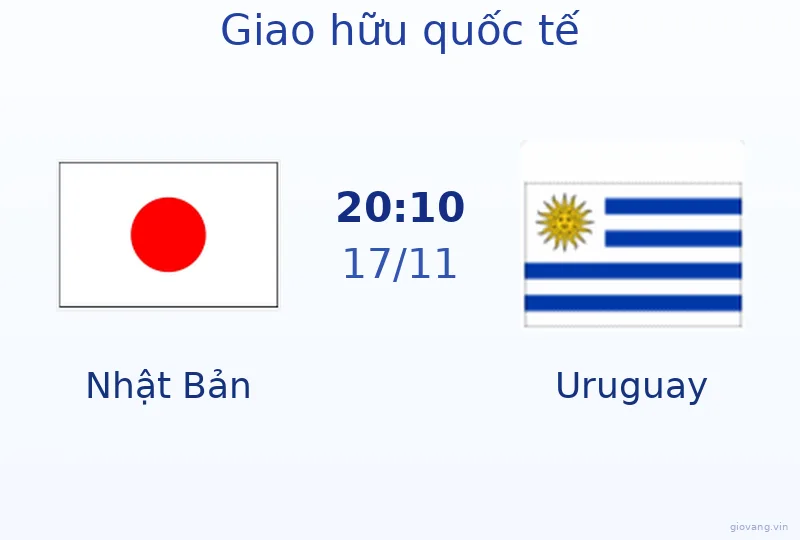 Giao hữu quốc tế
20:10
17/11
Nhật Bản
Uruguay
giovang.vin